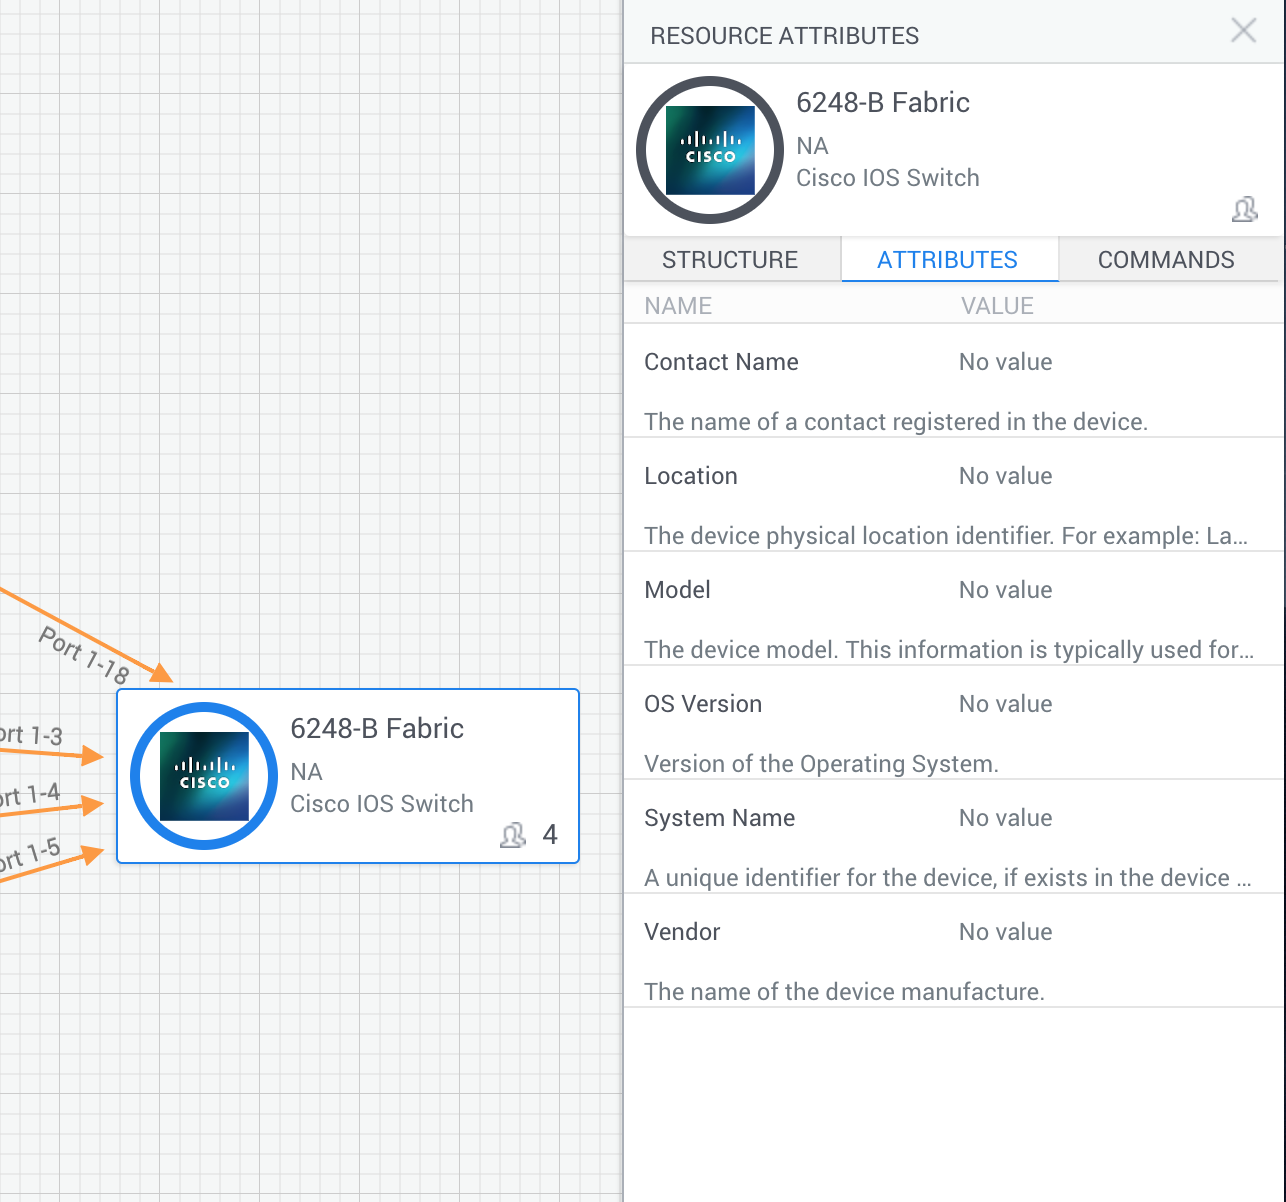 RESOURCE ATTRIBUTES
CISCO
6248-B Fabric
NA
Cisco IOS Switch
STRUCTURE ATTRIBUTES COMMANDS
NAME VALUE
Contact Name No value
The name of a contact registered in the device.
Location No value
The device physical location identifier. For example: La...
Model No value
The device model. This information is typically used for...
OS Version No value
Version of the Operating System.
System Name No value
A unique identifier for the device, if exists in the device ...
Vendor No value
The name of the device manufacture.
Port 1-18
ort 1-3
ort 1-4
ort 1-5
CISCO
6248-B Fabric
NA
Cisco IOS Switch
4